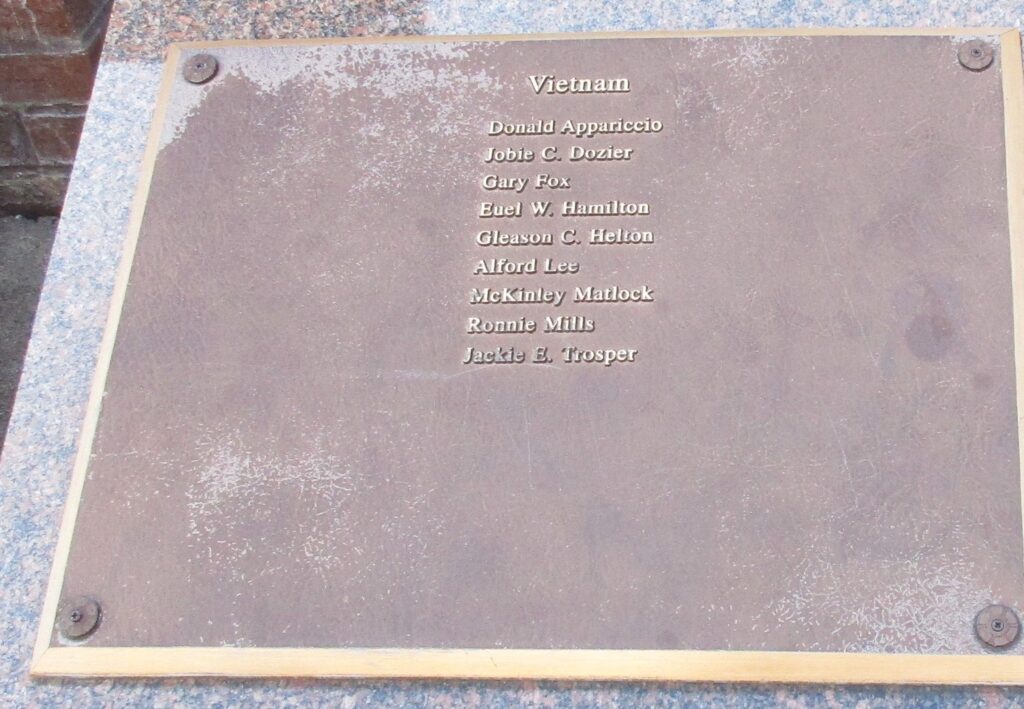 Vietnam
Donald Appariccio
Jobie C. Dozier
Gary Fox
Euel W. Hamilton
Gleason C. Helton
Alford Lee
McKinley Matlock
Ronnie Mills
Jackie E. Trosper